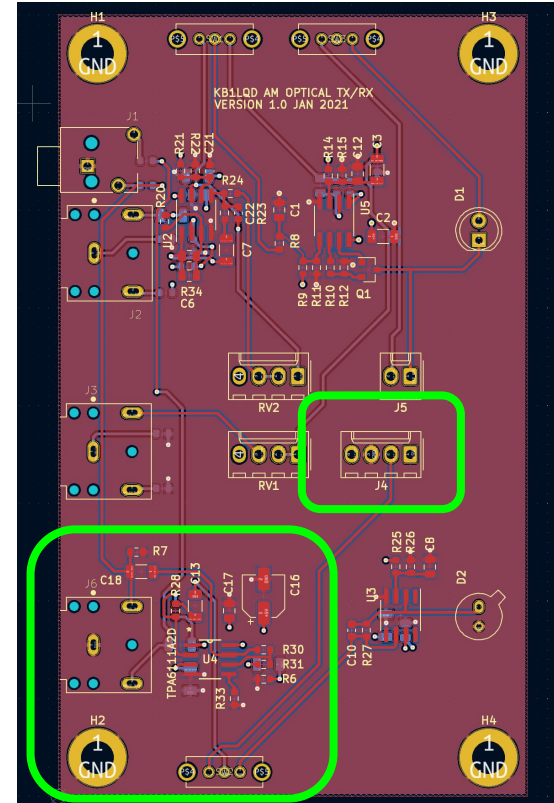 H1
H3
1
GND
1
GND
KB1LQD AM OPTICAL TX/RX
VERSION 1.0 JAN 2021
J1
R21
R22
C21
R14
R15
C12
C3
R20
R24
C22
R23
C1
U5
D1
J2
C7
R8
C2
R34
C6
J2
R9
R11
R10
R12
Q1
J3
RV2
J5
RV1
J4
R7
C18
R25
R26
C8
J6
R28
C13
C17
C16
D2
U3
TPA6111A2D
U4
R30
R31
R6
R33
C10
R27
H2
H4
1
GND
1
GND